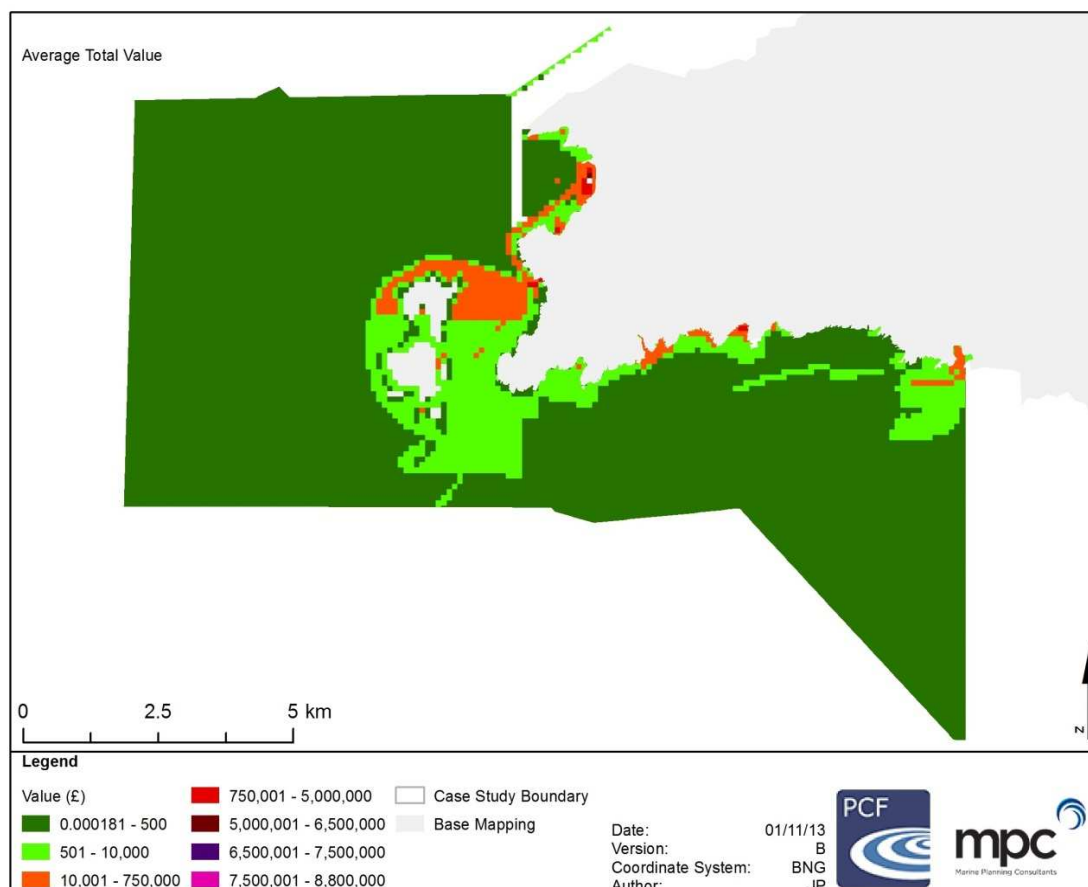 Average Total Value
0 2.5 5 km
z
Legend
Value (£)
0.000181 - 500
501 - 10,000
10,001 - 750,000
750,001 - 5,000,000
5,000,001 - 6,500,000
6,500,001 - 7,500,000
7,500,001 - 8,800,000
Case Study Boundary
Base Mapping
Date: 01/11/13
Version: B
Coordinate System: BNG
Author: JP
PCF
mpc
Marine Planning Consultants